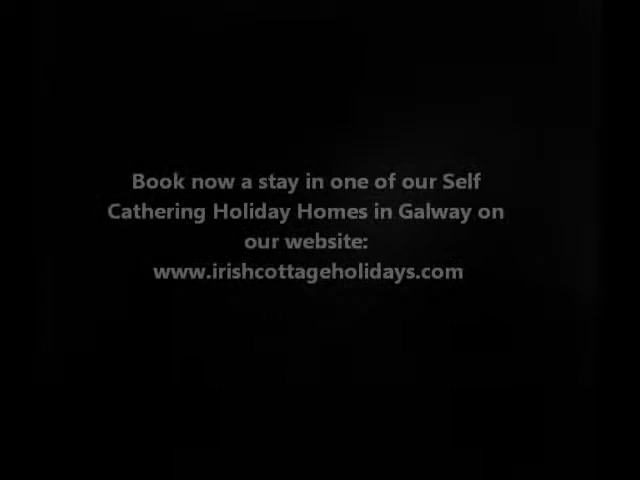 Book now a stay in one of our Self
Cathering Holiday Homes in Galway on
our website:
www.irishcottageholidays.com